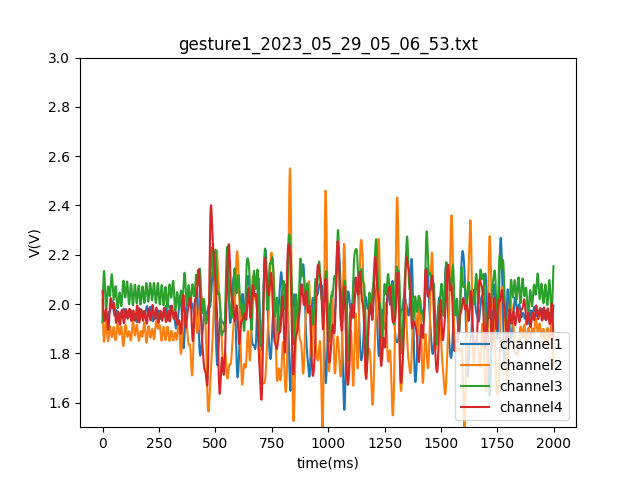 gesture1_2023_05_29_05_06_53.txt
3.0
2.8
2.6
2.4
2.2
2.0
1.8
1.6
V(V)
channel1
channel2
channel3
channel4
0 250 500 750 1000 1250 1500 1750 2000
time(ms)